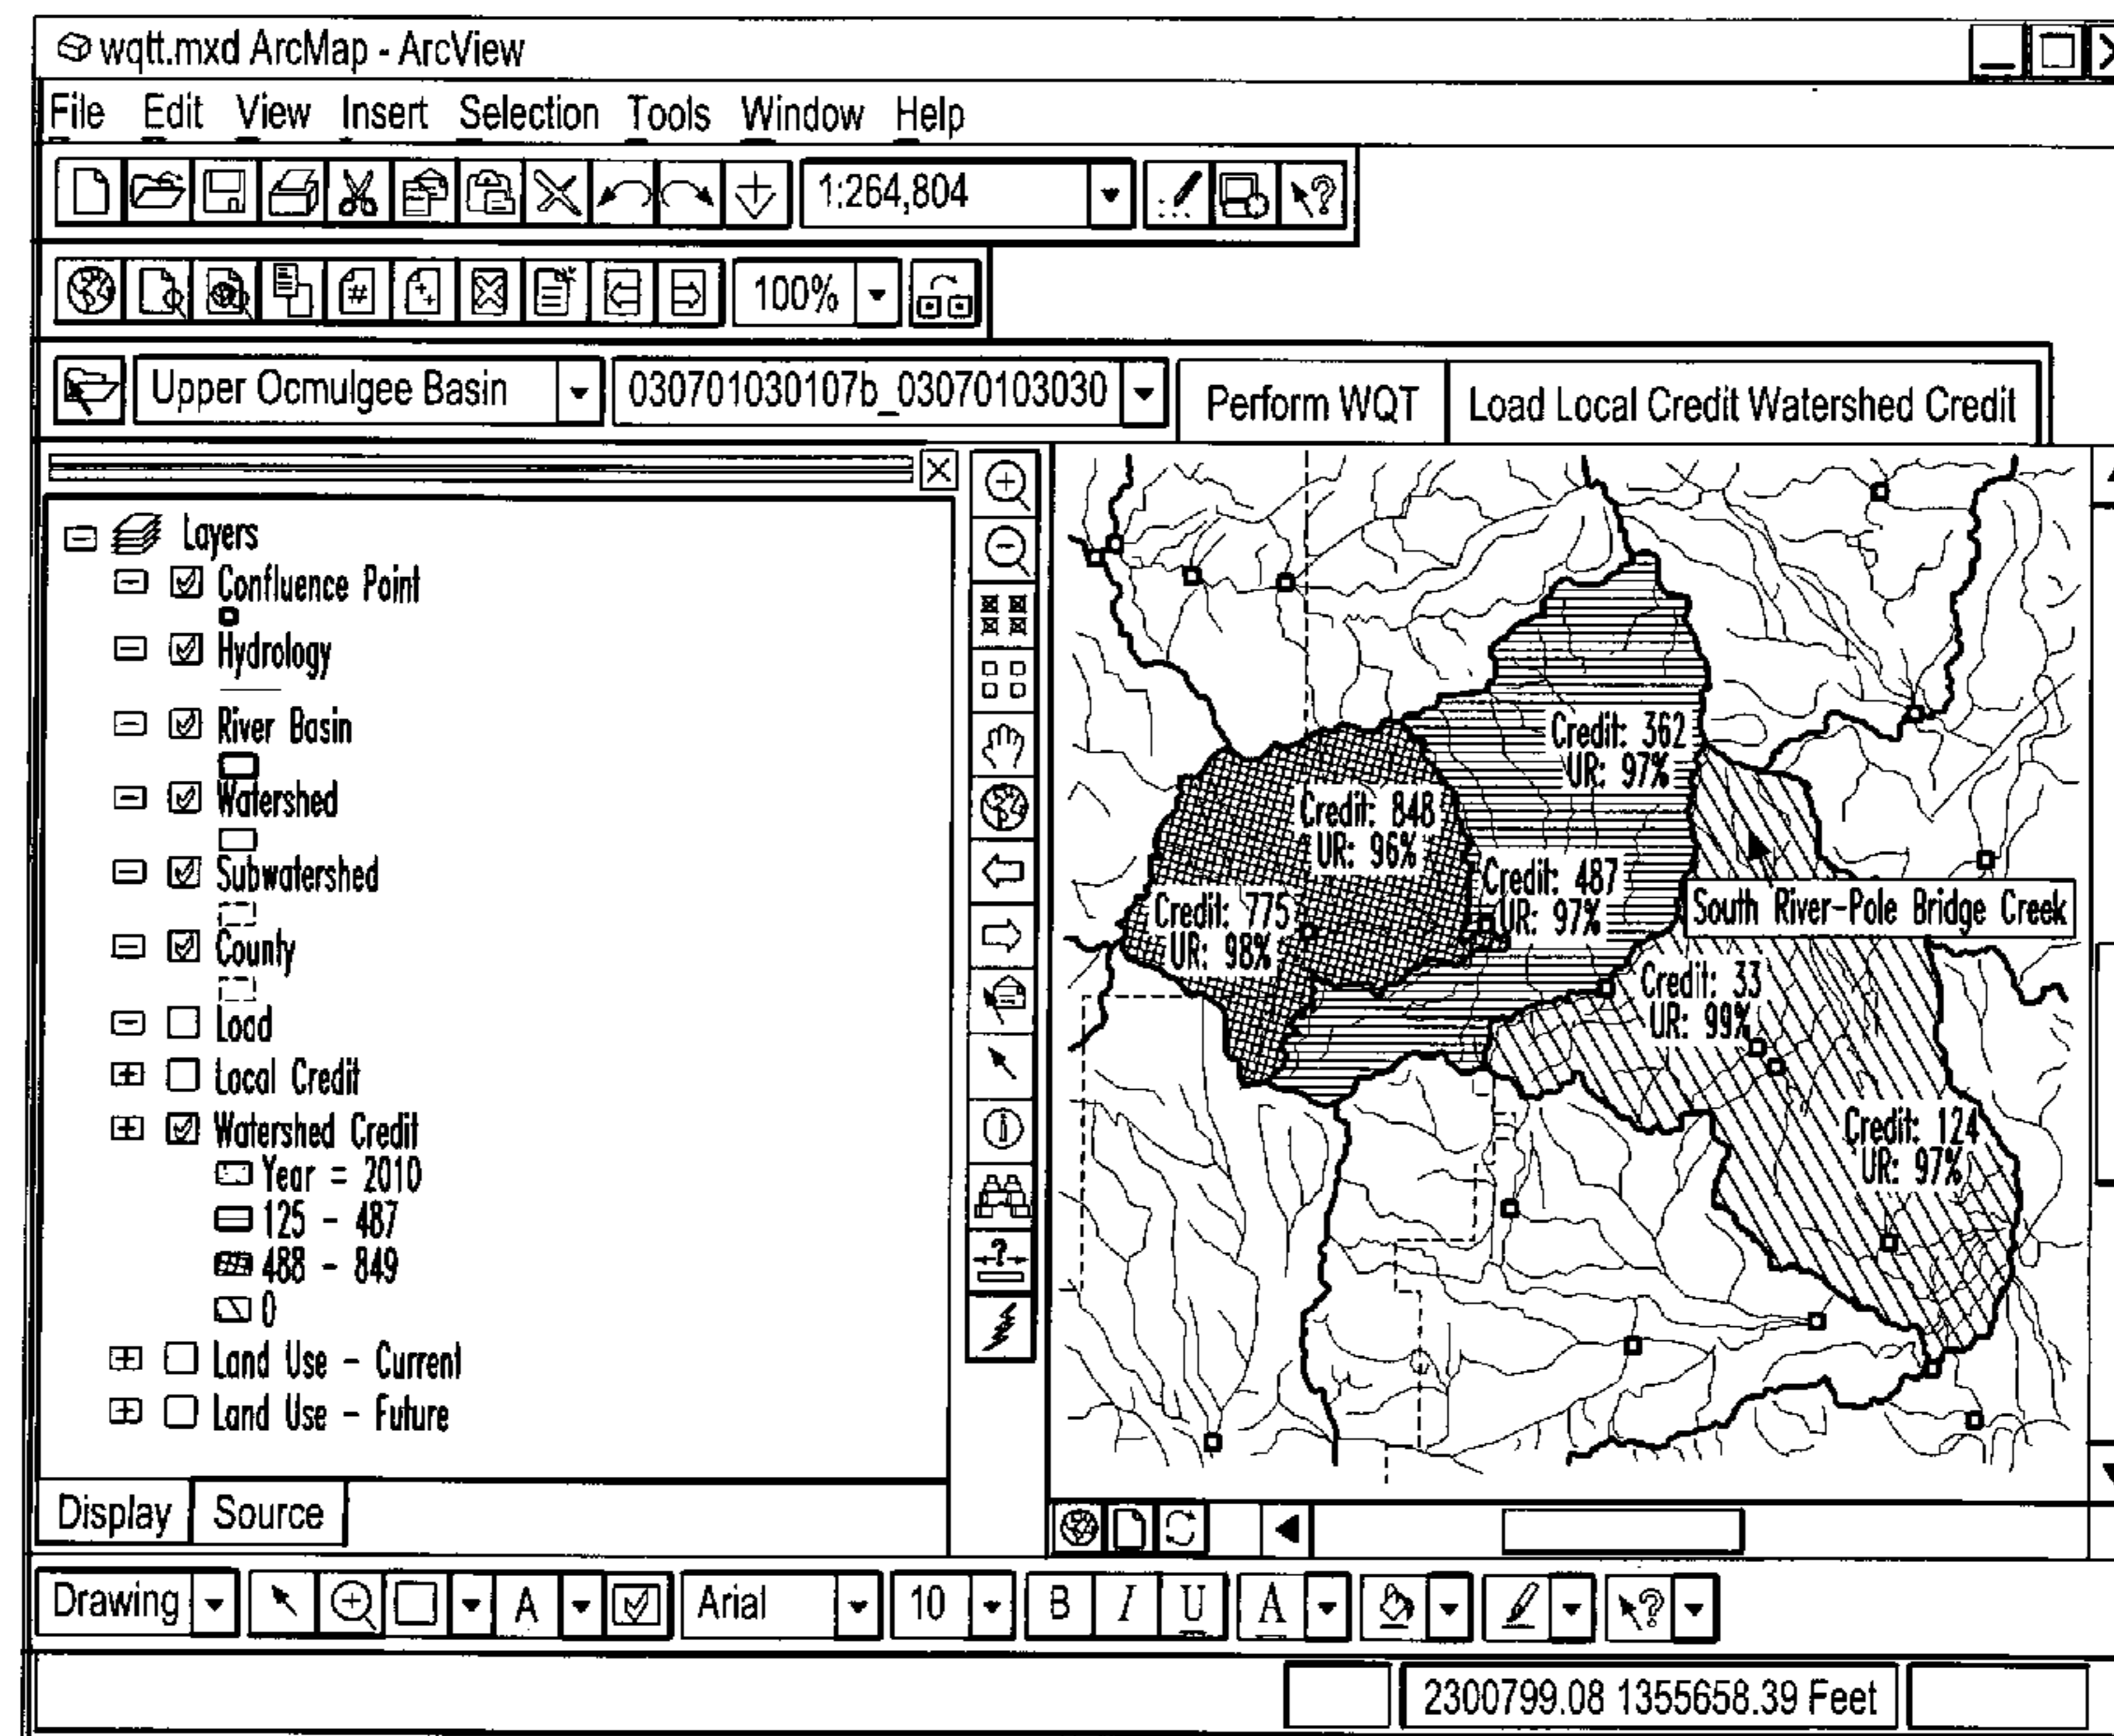 wqtt.mxd ArcMap - ArcView
File Edit View Insert Selection Tools Window Help
1:264,804
100%
Upper Ocmulgee Basin 030701030107b_03070103030 Perform WQT Load Local Credit Watershed Credit
Layers
Confluence Point
Hydrology
River Basin
Watershed
Subwatershed
County
Load
Local Credit
Watershed Credit
Year = 2010
125 - 487
488 - 849
0
Land Use - Current
Land Use - Future
Credit: 362
UR: 97%
Credit: 848
UR: 96%
Credit: 487
UR: 97%
Credit: 775
UR: 98%
South River-Pole Bridge Creek
Credit: 33
UR: 99%
Credit: 124
UR: 97%
Display Source
Drawing A Arial 10 B I U A
2300799.08 1355658.39 Feet